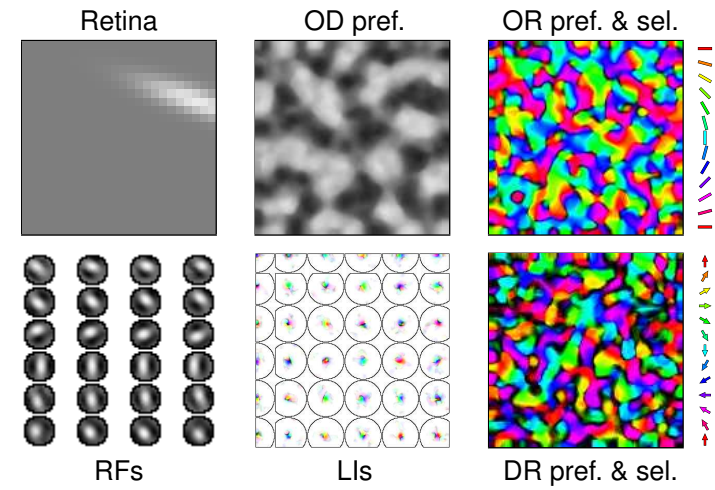 Retina
OD pref.
OR pref. & sel.
RFs
LIs
DR pref. & sel.